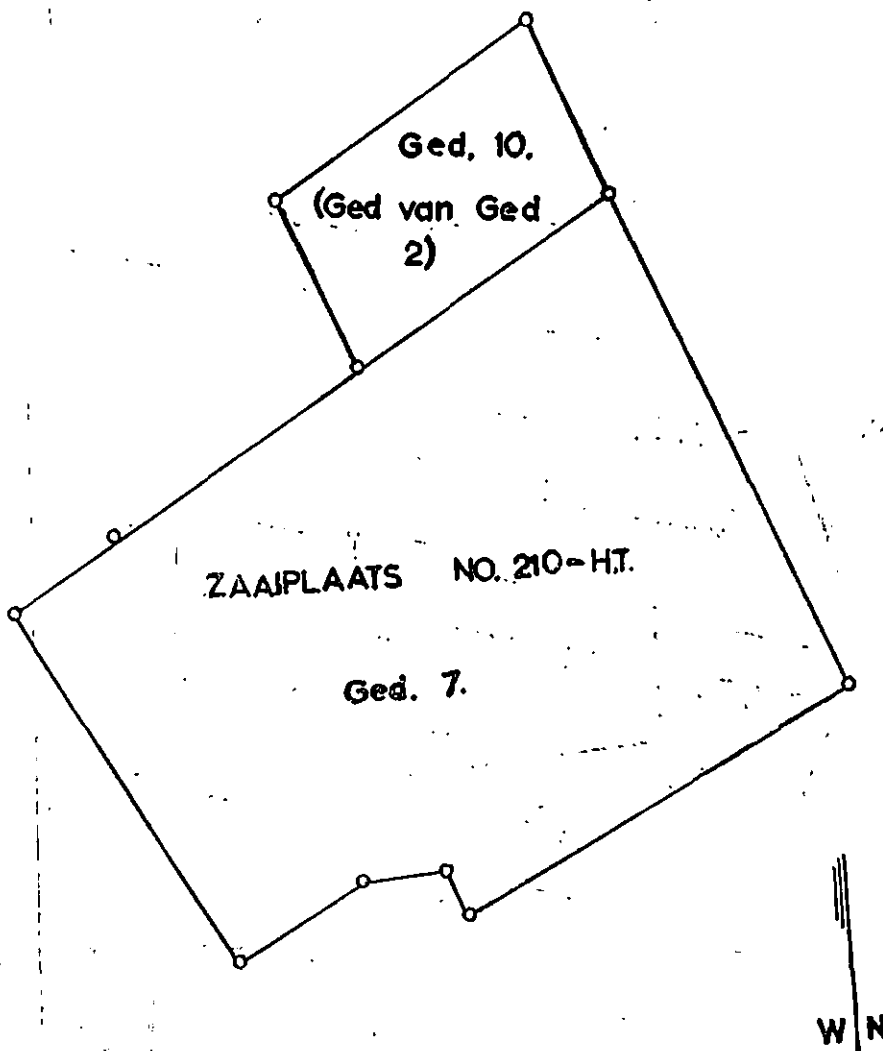 Ged, 10.
(Ged van Ged
2)
ZAAIPLAATS NO. 210-H.T.
Ged. 7.
W N